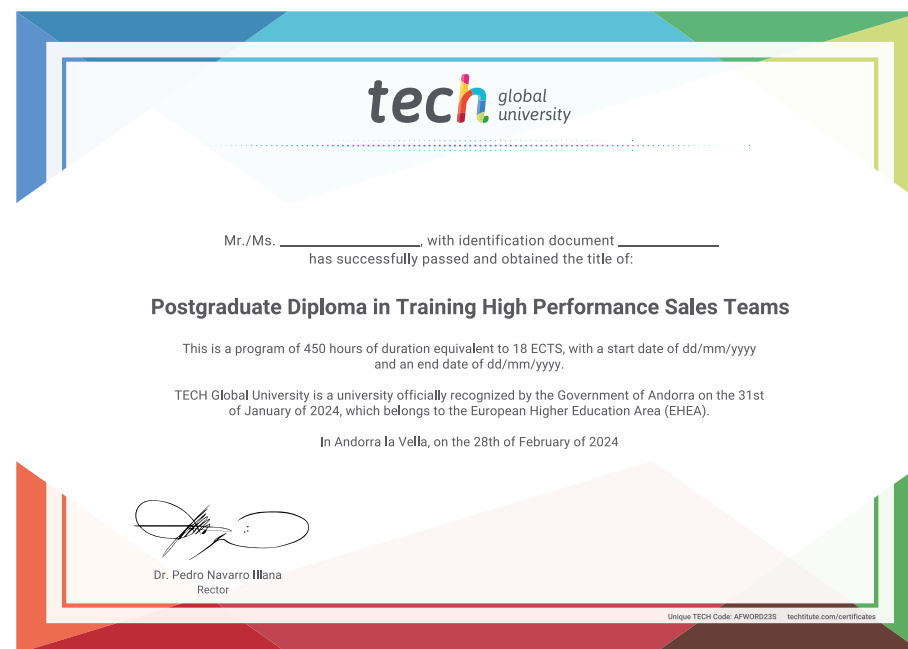 tech global university
Mr./Ms. ____________________, with identification document ______________
has successfully passed and obtained the title of:
Postgraduate Diploma in Training High Performance Sales Teams
This is a program of 450 hours of duration equivalent to 18 ECTS, with a start date of dd/mm/yyyy
and an end date of dd/mm/yyyy.
TECH Global University is a university officially recognized by the Government of Andorra on the 31st
of January of 2024, which belongs to the European Higher Education Area (EHEA).
In Andorra la Vella, on the 28th of February of 2024
Dr. Pedro Navarro Illana
Rector
Unique TECH Code: AFWORD23S techtitute.com/certificates